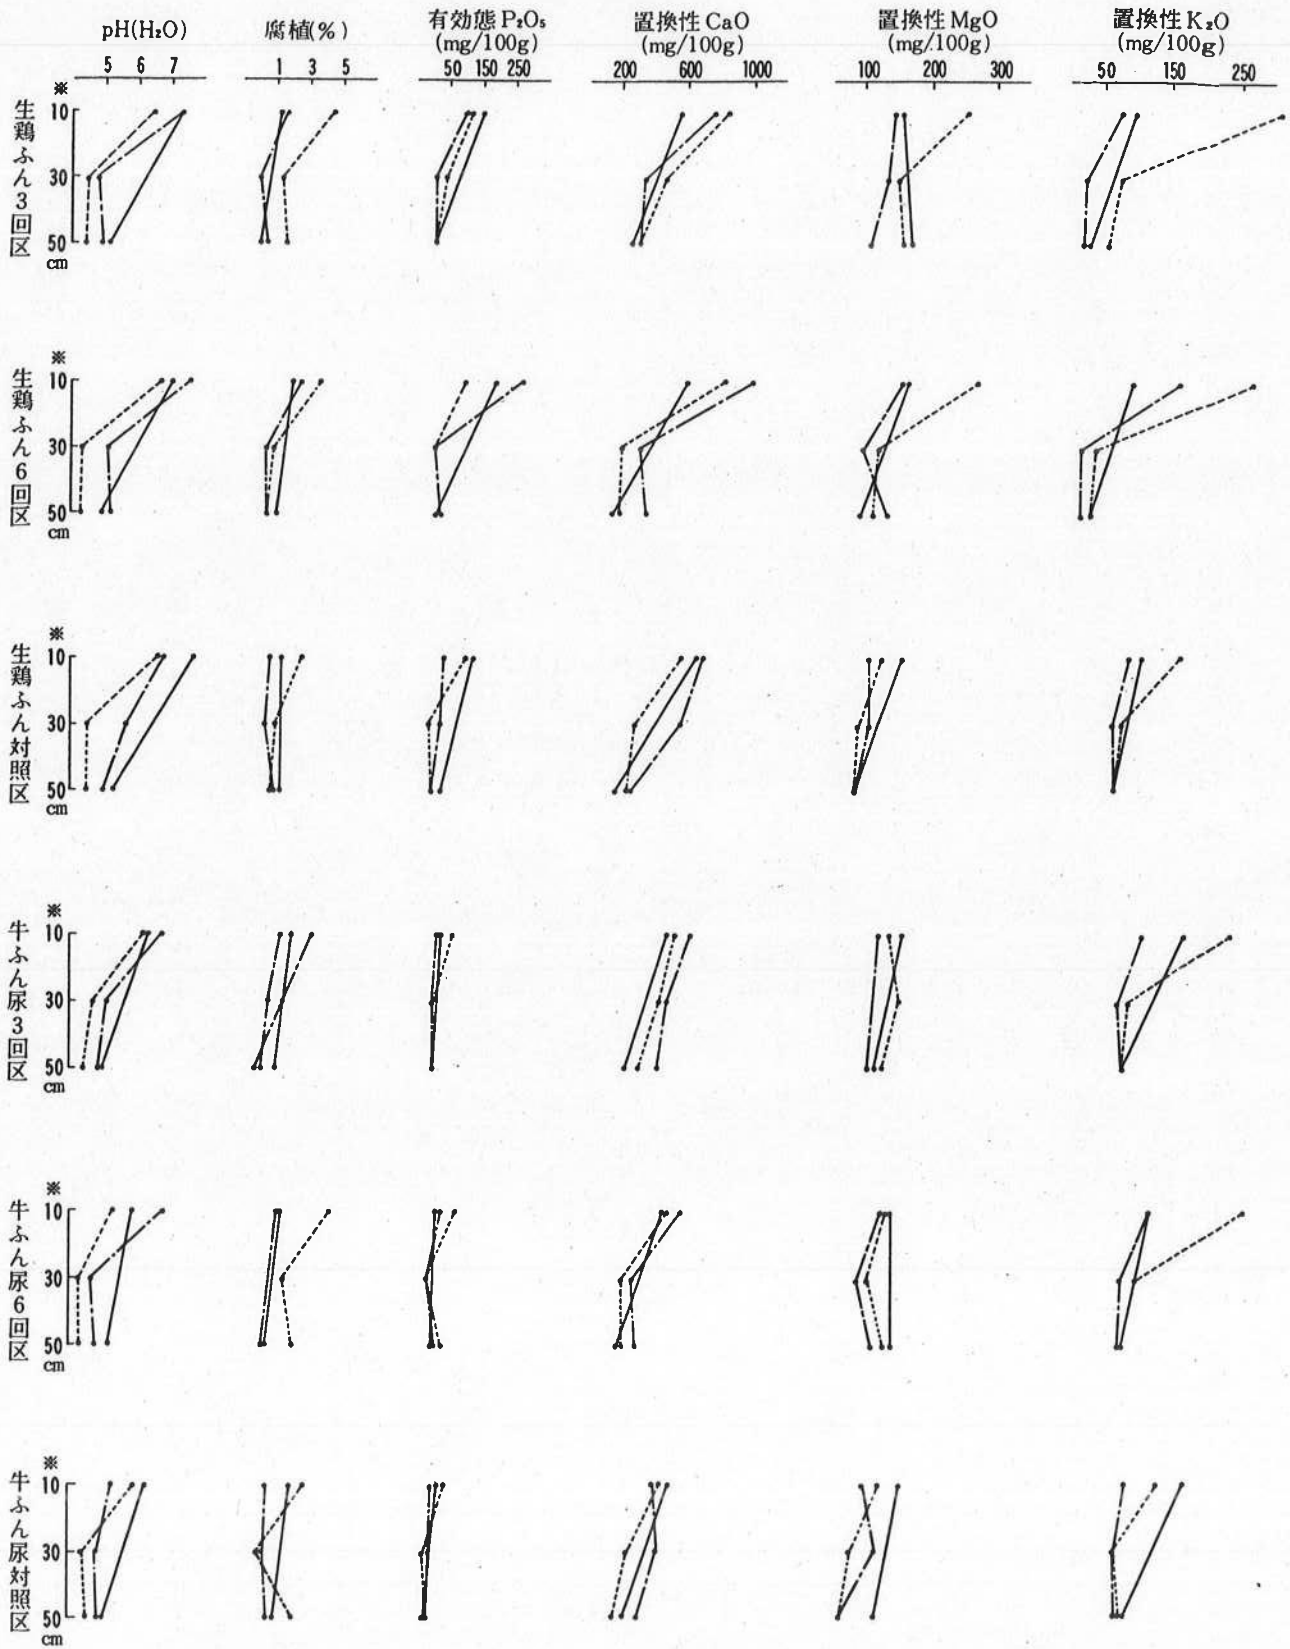 pH(H₂O)
5 6 7
腐植(%)
1 3 5
有効態 P₂O₅
(mg/100g)
50 150 250
置換性 CaO
(mg/100g)
200 600 1000
置換性 MgO
(mg/100g)
100 200 300
置換性 K₂O
(mg/100g)
50 150 250
生鶏ふん3回区
※
10
30
50
cm
生鶏ふん6回区
※
10
30
50
cm
生鶏ふん対照区
※
10
30
50
cm
牛ふん尿3回区
※
10
30
50
cm
牛ふん尿6回区
※
10
30
50
cm
牛ふん尿対照区
※
10
30
50
cm